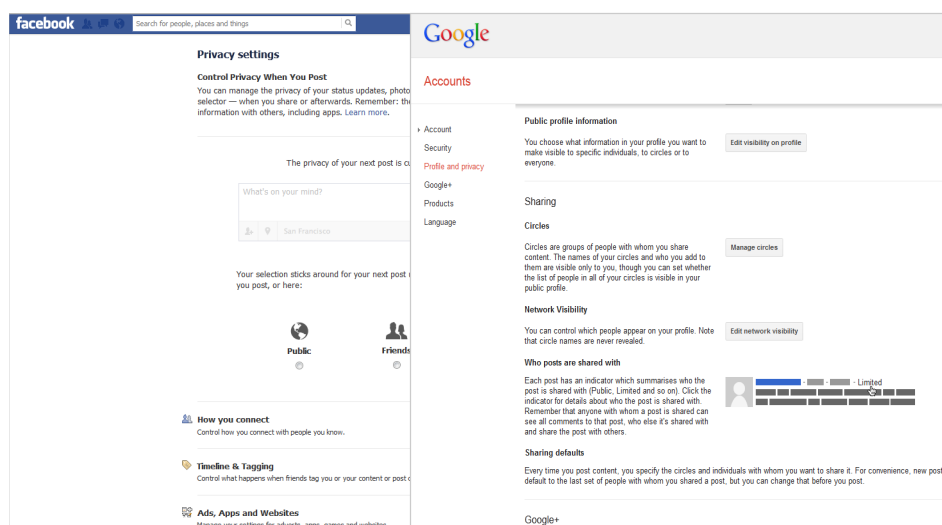 facebook
Search for people, places and things
Privacy settings
Control Privacy When You Post
You can manage the privacy of your status updates, photo
selector — when you share or afterwards. Remember: the
information with others, including apps. Learn more.
The privacy of your next post is cu
What's on your mind?
San Francisco
Your selection sticks around for your next post
you post, or here:
Public
Friends
How you connect
Control how you connect with people you know.
Timeline & Tagging
Control what happens when friends tag you or your content or post o
Ads, Apps and Websites
Manage your settings for adverts, apps, games and websites
Google
Accounts
Account
Security
Profile and privacy
Google+
Products
Language
Public profile information
You choose what information in your profile you want to
make visible to specific individuals, to circles or to
everyone.
Edit visibility on profile
Sharing
Circles
Circles are groups of people with whom you share
content. The names of your circles and who you add to
them are visible only to you, though you can set whether
the list of people in all of your circles is visible in your
public profile.
Manage circles
Network Visibility
You can control which people appear on your profile. Note
that circle names are never revealed.
Edit network visibility
Who posts are shared with
Each post has an indicator which summarises who the
post is shared with (Public, Limited and so on). Click the
indicator for details about who the post is shared with.
Remember that anyone with whom a post is shared can
see all comments to that post, who else it's shared with
and share the post with others.
- Limited
Sharing defaults
Every time you post content, you specify the circles and individuals with whom you want to share it. For convenience, new post
default to the last set of people with whom you shared a post, but you can change that before you post.
Google+